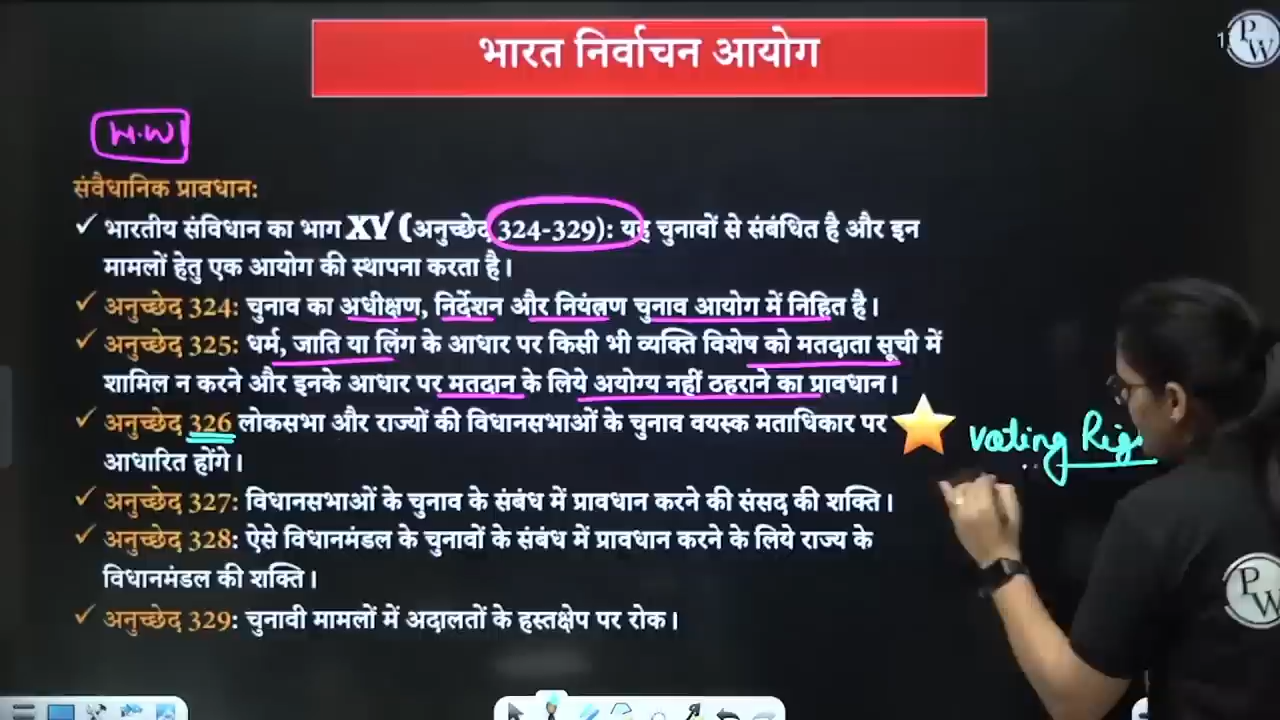 भारत निर्वाचन आयोग
PW
H.W
संवैधानिक प्रावधान:
✓ भारतीय संविधान का भाग XV (अनुच्छेद 324-329): यह चुनावों से संबंधित है और इन
मामलों हेतु एक आयोग की स्थापना करता है।
✓ अनुच्छेद 324: चुनाव का अधीक्षण, निर्देशन और नियंत्रण चुनाव आयोग में निहित है।
✓ अनुच्छेद 325: धर्म, जाति या लिंग के आधार पर किसी भी व्यक्ति विशेष को मतदाता सूची में
शामिल न करने और इनके आधार पर मतदान के लिये अयोग्य नहीं ठहराने का प्रावधान।
✓ अनुच्छेद 326 लोकसभा और राज्यों की विधानसभाओं के चुनाव वयस्क मताधिकार पर
आधारित होंगे।
voting Rig
✓ अनुच्छेद 327: विधानसभाओं के चुनाव के संबंध में प्रावधान करने की संसद की शक्ति।
✓ अनुच्छेद 328: ऐसे विधानमंडल के चुनावों के संबंध में प्रावधान करने के लिये राज्य के
विधानमंडल की शक्ति।
✓ अनुच्छेद 329: चुनावी मामलों में अदालतों के हस्तक्षेप पर रोक।
PW